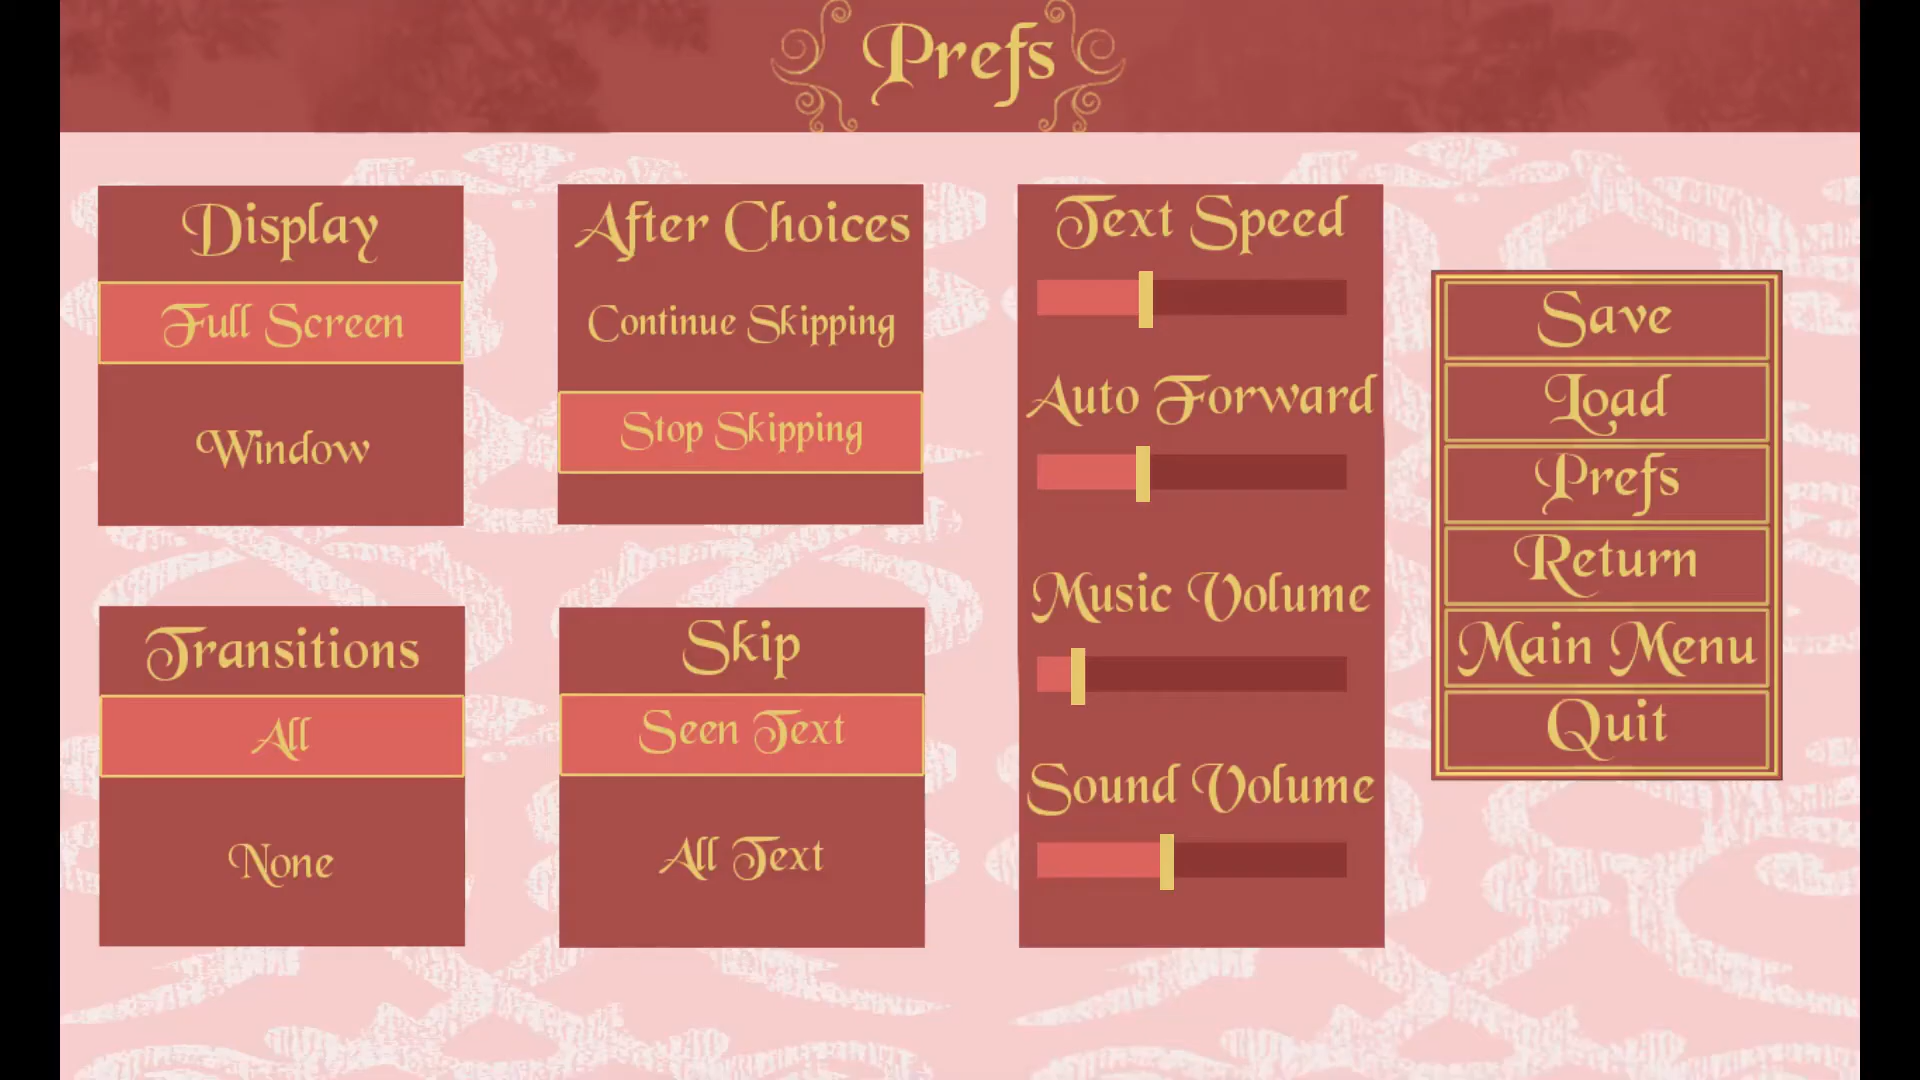 Prefs
Display
Full Screen
Window
After Choices
Continue Skipping
Stop Skipping
Transitions
All
None
Skip
Seen Text
All Text
Text Speed
Auto Forward
Music Volume
Sound Volume
Save
Load
Prefs
Return
Main Menu
Quit